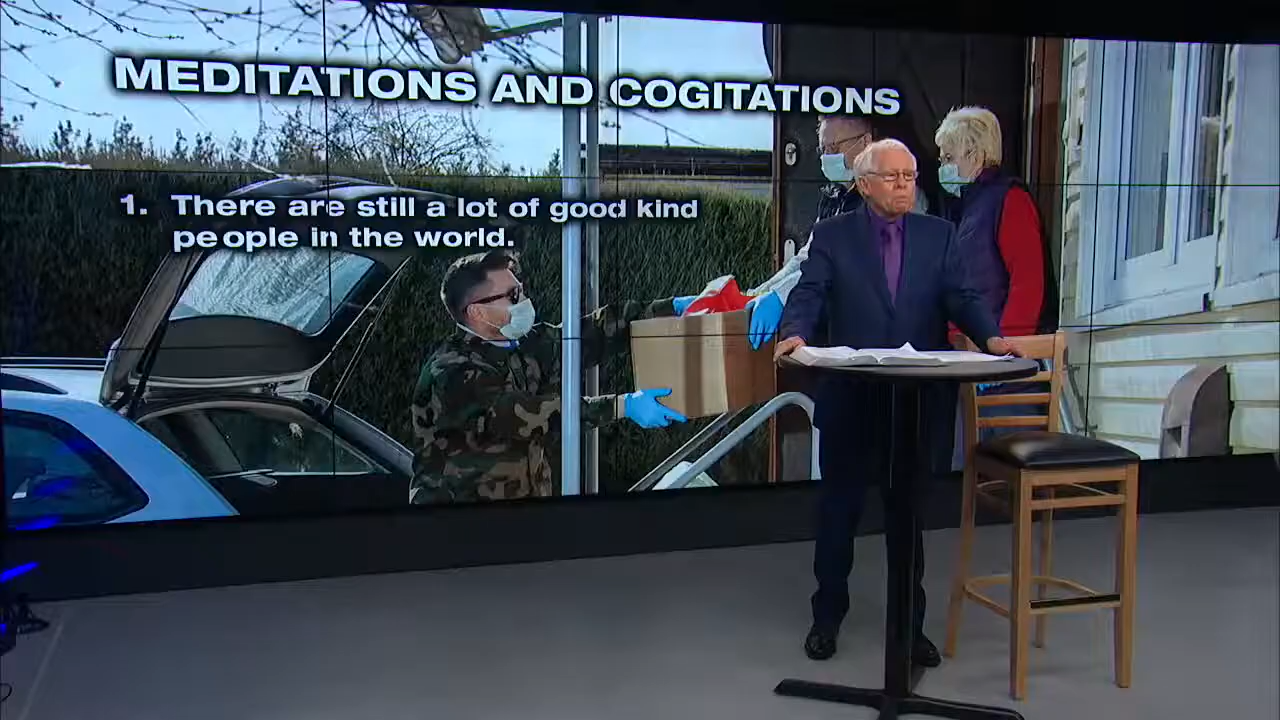 MEDITATIONS AND COGITATIONS
1. There are still a lot of good kind
people in the world.